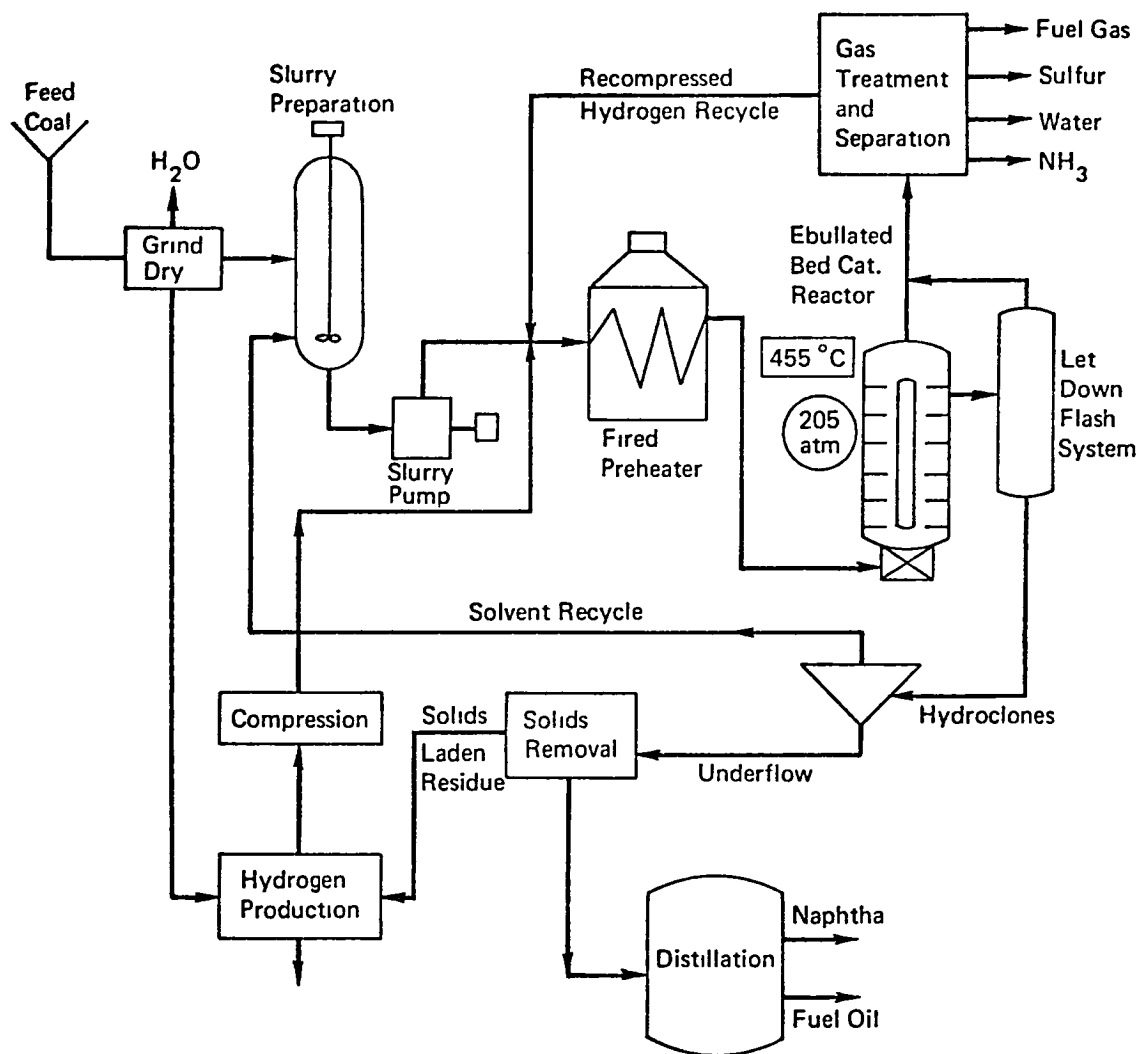 Feed
Coal
Slurry
Preparation
H2O
Grind
Dry
Recompressed
Hydrogen Recycle
Gas
Treatment
and
Separation
Fuel Gas
Sulfur
Water
NH3
Ebullated
Bed Cat.
Reactor
455 °C
205
atm
Let
Down
Flash
System
Fired
Preheater
Slurry
Pump
Solvent Recycle
Hydroclones
Underflow
Solids
Removal
Solids
Laden
Residue
Compression
Hydrogen
Production
Distillation
Naphtha
Fuel Oil